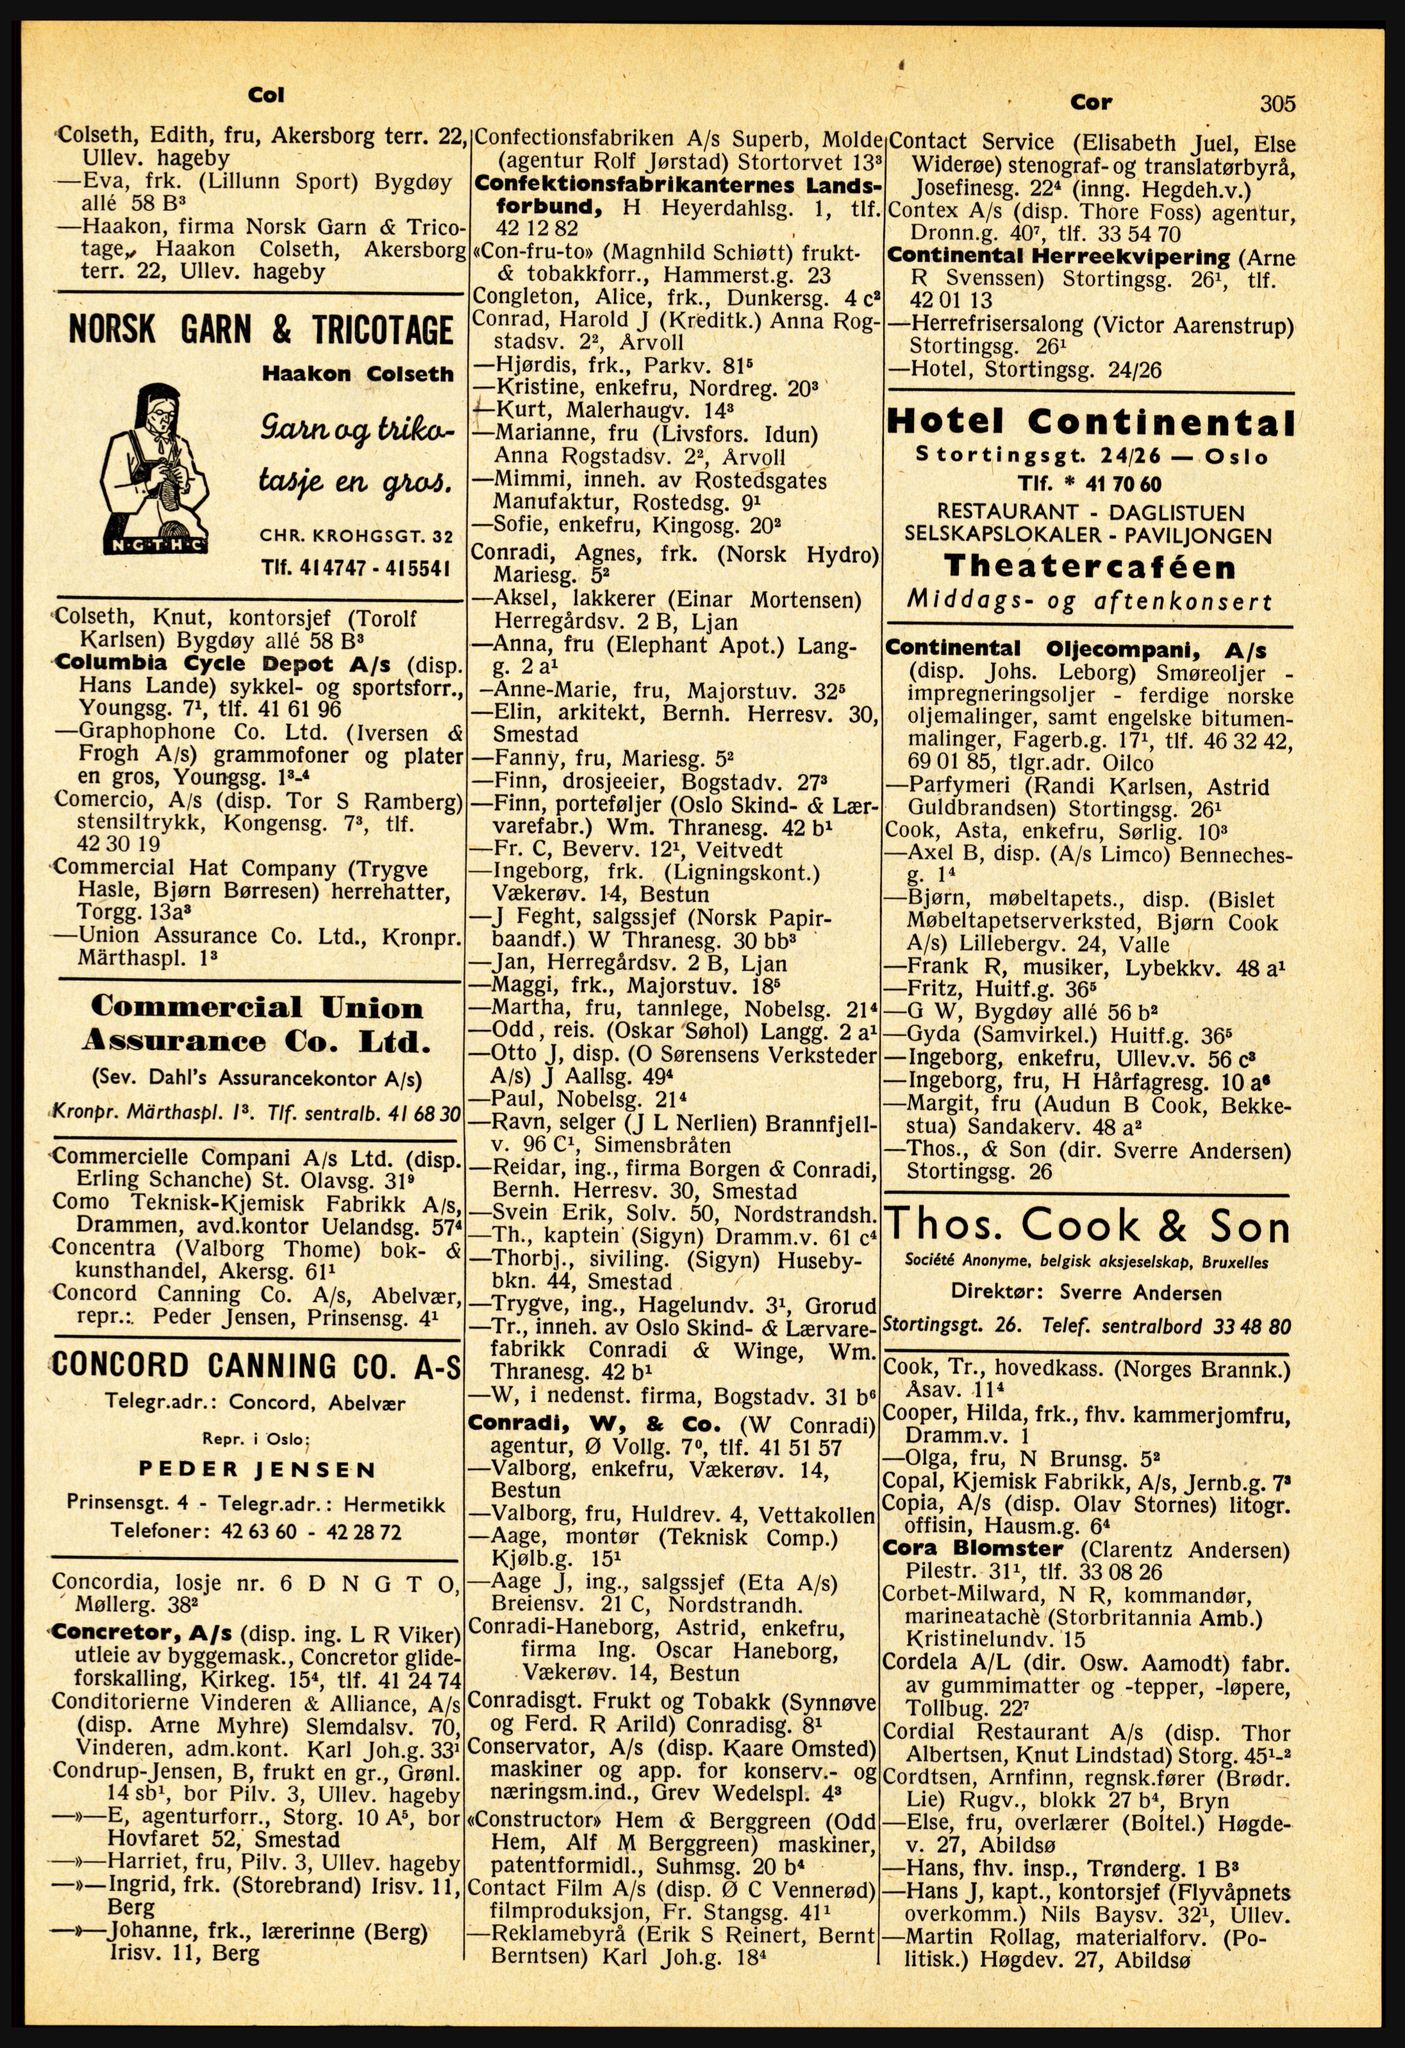 Col
Cor
305
Colseth, Edith, fru, Akersborg terr. 22,
Ullev. hageby
—Eva, frk. (Lillunn Sport) Bygdøy
allé 58 B³
—Haakon, firma Norsk Garn & Trico-
tage, Haakon Colseth, Akersborg
terr. 22, Ullev. hageby
NORSK GARN & TRICOTAGE
Haakon Colseth
Garn og triko-
tasje en gros.
N·G·T·H·C
CHR. KROHGSGT. 32
Tlf. 414747 - 415541
Colseth, Knut, kontorsjef (Torolf
Karlsen) Bygdøy allé 58 B³
Columbia Cycle Depot A/s (disp.
Hans Lande) sykkel- og sportsforr.,
Youngsg. 7¹, tlf. 41 61 96
—Graphophone Co. Ltd. (Iversen &
Frogh A/s) grammofoner og plater
en gros, Youngsg. 1³-⁴
Comercio, A/s (disp. Tor S Ramberg)
stensiltrykk, Kongensg. 7³, tlf.
42 30 19
Commercial Hat Company (Trygve
Hasle, Bjørn Børresen) herrehatter,
Torgg. 13a³
—Union Assurance Co. Ltd., Kronpr.
Märthaspl. 1³
Commercial Union
Assurance Co. Ltd.
(Sev. Dahl's Assurancekontor A/s)
Kronpr. Märthaspl. 1³. Tlf. sentralb. 41 68 30
Commercielle Compani A/s Ltd. (disp.
Erling Schanche) St. Olavsg. 31⁹
Como Teknisk-Kjemisk Fabrikk A/s,
Drammen, avd.kontor Uelandsg. 57⁴
Concentra (Valborg Thome) bok- &
kunsthandel, Akersg. 61¹
Concord Canning Co. A/s, Abelvær,
repr.: Peder Jensen, Prinsensg. 4¹
CONCORD CANNING CO. A-S
Telegr.adr.: Concord, Abelvær
Repr. i Oslo:
PEDER JENSEN
Prinsensgt. 4 - Telegr.adr.: Hermetikk
Telefoner: 42 63 60 - 42 28 72
Concordia, losje nr. 6 D N G T O,
Møllerg. 38²
Concretor, A/s (disp. ing. L R Viker)
utleie av byggemask., Concretor glide-
forskalling, Kirkeg. 15⁴, tlf. 41 24 74
Conditorierne Vinderen & Alliance, A/s
(disp. Arne Myhre) Slemdalsv. 70,
Vinderen, adm.kont. Karl Joh.g. 33¹
Condrup-Jensen, B, frukt en gr., Grønl.
14 sb¹, bor Pilv. 3, Ullev. hageby
—»—E, agenturforr., Storg. 10 A⁵, bor
Hovfaret 52, Smestad
—»—Harriet, fru, Pilv. 3, Ullev. hageby
—»—Ingrid, frk. (Storebrand) Irisv. 11,
Berg
—»—Johanne, frk., lærerinne (Berg)
Irisv. 11, Berg
Confectionsfabriken A/s Superb, Molde
(agentur Rolf Jørstad) Stortorvet 13³
Confektionsfabrikanternes Lands-
forbund, H Heyerdahlsg. 1, tlf.
42 12 82
«Con-fru-to» (Magnhild Schiøtt) frukt-
& tobakkforr., Hammerst.g. 23
Congleton, Alice, frk., Dunkersg. 4 c²
Conrad, Harold J (Kreditk.) Anna Rog-
stadsv. 2², Årvoll
—Hjørdis, frk., Parkv. 81⁵
—Kristine, enkefru, Nordreg. 20³
—Kurt, Malerhaugv. 14³
—Marianne, fru (Livsfors. Idun)
Anna Rogstadsv. 2², Årvoll
—Mimmi, inneh. av Rostedsgates
Manufaktur, Rostedsg. 9¹
—Sofie, enkefru, Kingosg. 20²
Conradi, Agnes, frk. (Norsk Hydro)
Mariesg. 5²
—Aksel, lakkerer (Einar Mortensen)
Herregårdsv. 2 B, Ljan
—Anna, fru (Elephant Apot.) Lang-
g. 2 a¹
—Anne-Marie, fru, Majorstuv. 32⁵
—Elin, arkitekt, Bernh. Herresv. 30,
Smestad
—Fanny, fru, Mariesg. 5²
—Finn, drosjeeier, Bogstadv. 27³
—Finn, porteføljer (Oslo Skind- & Lær-
varefabr.) Wm. Thranesg. 42 b¹
—Fr. C, Beverv. 12¹, Veitvedt
—Ingeborg, frk. (Ligningskont.)
Vækerøv. 14, Bestun
—J Feght, salgssjef (Norsk Papir-
baandf.) W Thranesg. 30 bb³
—Jan, Herregårdsv. 2 B, Ljan
—Maggi, frk., Majorstuv. 18⁵
—Martha, fru, tannlege, Nobelsg. 21⁴
—Odd, reis. (Oskar Søhol) Langg. 2 a¹
—Otto J, disp. (O Sørensens Verksteder
A/s) J Aallsg. 49⁴
—Paul, Nobelsg. 21⁴
—Ravn, selger (J L Nerlien) Brannfjell-
v. 96 C¹, Simensbråten
—Reidar, ing., firma Borgen & Conradi,
Bernh. Herresv. 30, Smestad
—Svein Erik, Solv. 50, Nordstrandsh.
—Th., kaptein (Sigyn) Dramm.v. 61 c⁴
—Thorbj., siviling. (Sigyn) Huseby-
bkn. 44, Smestad
—Trygve, ing., Hagelundv. 3¹, Grorud
—Tr., inneh. av Oslo Skind- & Lærvare-
fabrikk Conradi & Winge, Wm.
Thranesg. 42 b¹
—W, i nedenst. firma, Bogstadv. 31 b⁶
Conradi, W, & Co. (W Conradi)
agentur, Ø Vollg. 7⁰, tlf. 41 51 57
—Valborg, enkefru, Vækerøv. 14,
Bestun
—Valborg, fru, Huldrev. 4, Vettakollen
—Aage, montør (Teknisk Comp.)
Kjølb.g. 15¹
—Aage J, ing., salgssjef (Eta A/s)
Breiensv. 21 C, Nordstrandh.
Conradi-Haneborg, Astrid, enkefru,
firma Ing. Oscar Haneborg,
Vækerøv. 14, Bestun
Conradisgt. Frukt og Tobakk (Synnøve
og Ferd. R Arild) Conradisg. 8¹
Conservator, A/s (disp. Kaare Omsted)
maskiner og app. for konserv.- og
næringsm.ind., Grev Wedelspl. 4³
«Constructor» Hem & Berggreen (Odd
Hem, Alf M Berggreen) maskiner,
patentformidl., Suhmsg. 20 b⁴
Contact Film A/s (disp. Ø C Vennerød)
filmproduksjon, Fr. Stangsg. 41¹
—Reklamebyrå (Erik S Reinert, Bernt
Berntsen) Karl Joh.g. 18⁴
Contact Service (Elisabeth Juel, Else
Widerøe) stenograf- og translatørbyrå,
Josefinesg. 22⁴ (inng. Hegdeh.v.)
Contex A/s (disp. Thore Foss) agentur,
Dronn.g. 40⁷, tlf. 33 54 70
Continental Herreekvipering (Arne
R Svenssen) Stortingsg. 26¹, tlf.
42 01 13
—Herrefrisersalong (Victor Aarenstrup)
Stortingsg. 26¹
—Hotel, Stortingsg. 24/26
Hotel Continental
Stortingsgt. 24/26 — Oslo
Tlf. * 41 70 60
RESTAURANT - DAGLISTUEN
SELSKAPSLOKALER - PAVILJONGEN
Theatercaféen
Middags- og aftenkonsert
Continental Oljecompani, A/s
(disp. Johs. Leborg) Smøreoljer -
impregneringsoljer - ferdige norske
oljemalinger, samt engelske bitumen-
malinger, Fagerb.g. 17¹, tlf. 46 32 42,
69 01 85, tlgr.adr. Oilco
—Parfymeri (Randi Karlsen, Astrid
Guldbrandsen) Stortingsg. 26¹
Cook, Asta, enkefru, Sørlig. 10³
—Axel B, disp. (A/s Limco) Benneches-
g. 1⁴
—Bjørn, møbeltapets., disp. (Bislet
Møbeltapetserverksted, Bjørn Cook
A/s) Lillebergv. 24, Valle
—Frank R, musiker, Lybekkv. 48 a¹
—Fritz, Huitf.g. 36⁵
—G W, Bygdøy allé 56 b²
—Gyda (Samvirkel.) Huitf.g. 36⁵
—Ingeborg, enkefru, Ullev.v. 56 c³
—Ingeborg, fru, H Hårfagresg. 10 a⁶
—Margit, fru (Audun B Cook, Bekke-
stua) Sandakerv. 48 a²
—Thos., & Son (dir. Sverre Andersen)
Stortingsg. 26
Thos. Cook & Son
Société Anonyme, belgisk aksjeselskap, Bruxelles
Direktør: Sverre Andersen
Stortingsgt. 26. Telef. sentralbord 33 48 80
Cook, Tr., hovedkass. (Norges Brannk.)
Åsav. 11⁴
Cooper, Hilda, frk., fhv. kammerjomfru,
Dramm.v. 1
—Olga, fru, N Brunsg. 5²
Copal, Kjemisk Fabrikk, A/s, Jernb.g. 7³
Copia, A/s (disp. Olav Stornes) litogr.
offisin, Hausm.g. 6⁴
Cora Blomster (Clarentz Andersen)
Pilestr. 31¹, tlf. 33 08 26
Corbet-Milward, N R, kommandør,
marineatachè (Storbritannia Amb.)
Kristinelundv. 15
Cordela A/L (dir. Osw. Aamodt) fabr.
av gummimatter og -tepper, -løpere,
Tollbug. 22⁷
Cordial Restaurant A/s (disp. Thor
Albertsen, Knut Lindstad) Storg. 45¹-²
Cordtsen, Arnfinn, regnsk.fører (Brødr.
Lie) Rugv., blokk 27 b⁴, Bryn
—Else, fru, overlærer (Boltel.) Høgde-
v. 27, Abildsø
—Hans, fhv. insp., Trønderg. 1 B³
—Hans J, kapt., kontorsjef (Flyvåpnets
overkomm.) Nils Baysv. 32¹, Ullev.
—Martin Rollag, materialforv. (Po-
litisk.) Høgdev. 27, Abildsø